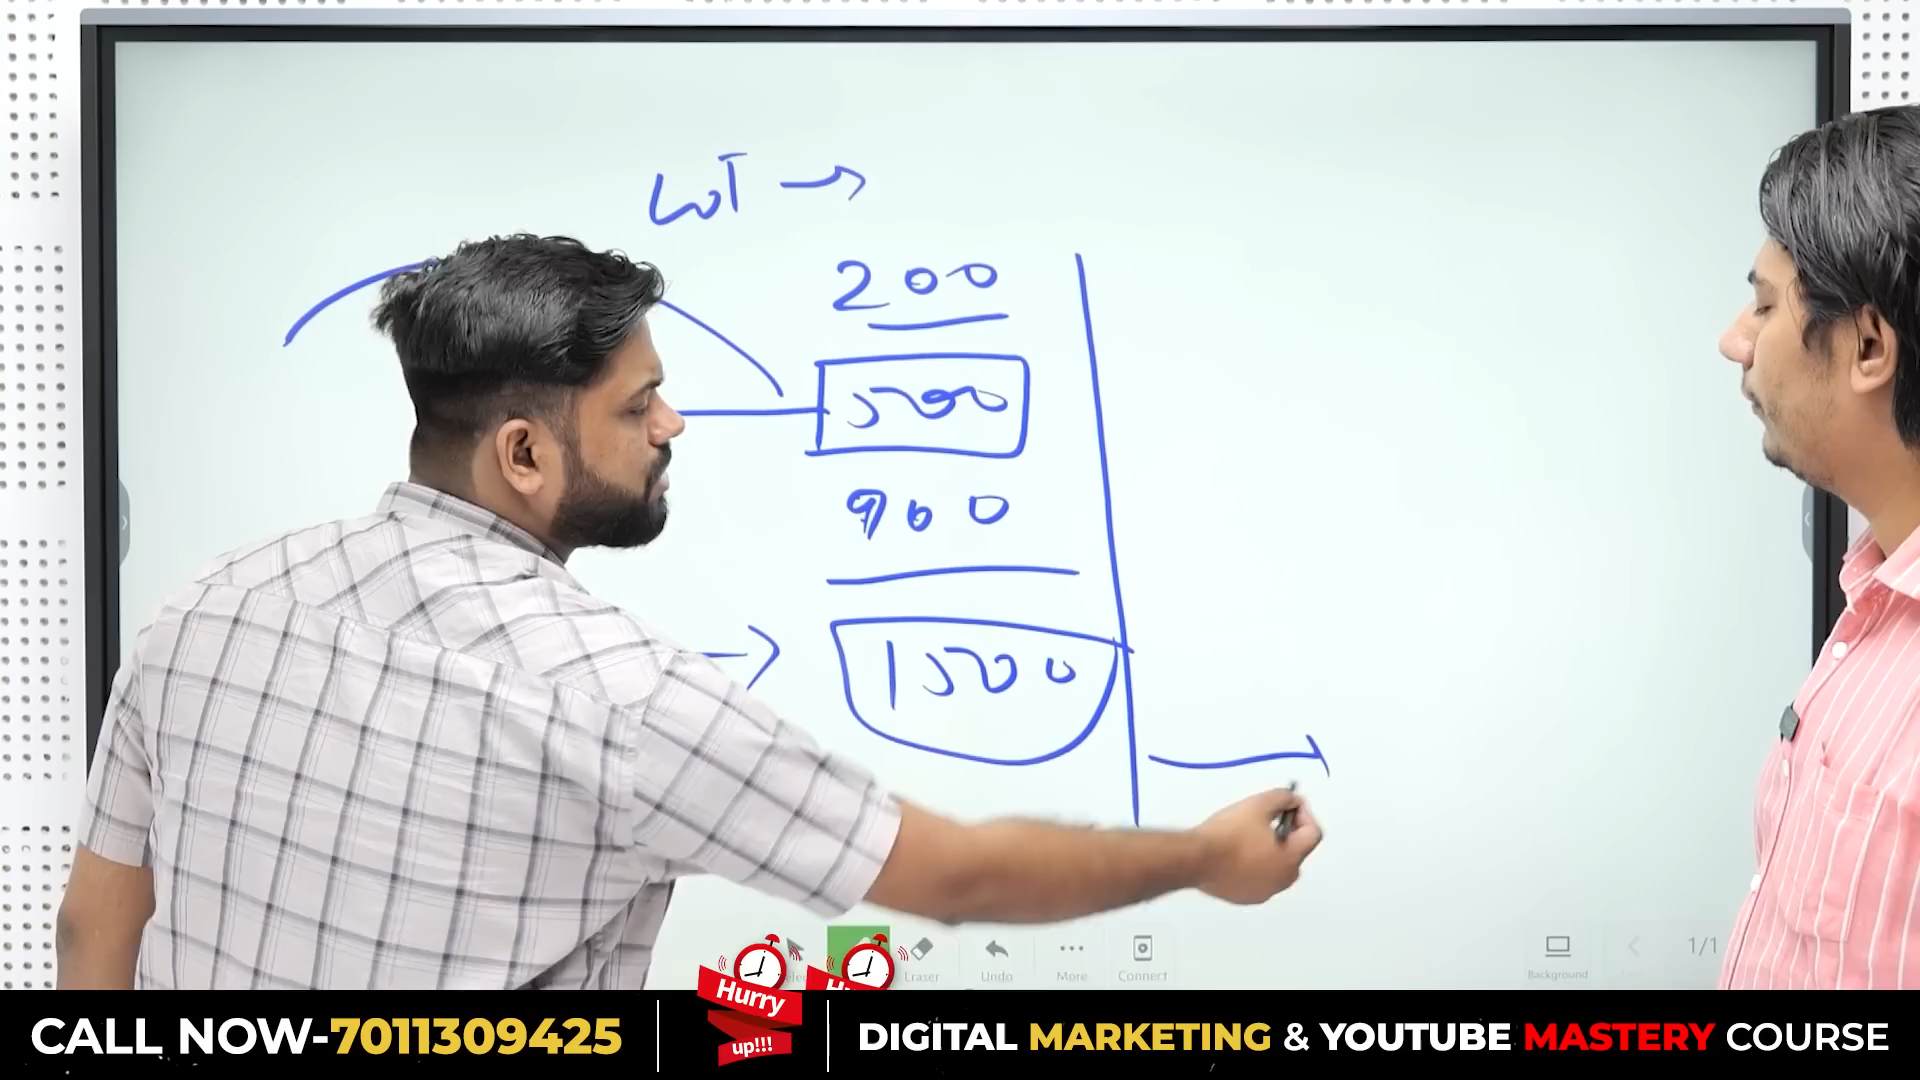 LOT →
200
500
900
→ 1500
Eraser Undo More Connect Background 1/1
Hurry
up!!!
CALL NOW-7011309425
DIGITAL MARKETING & YOUTUBE MASTERY COURSE